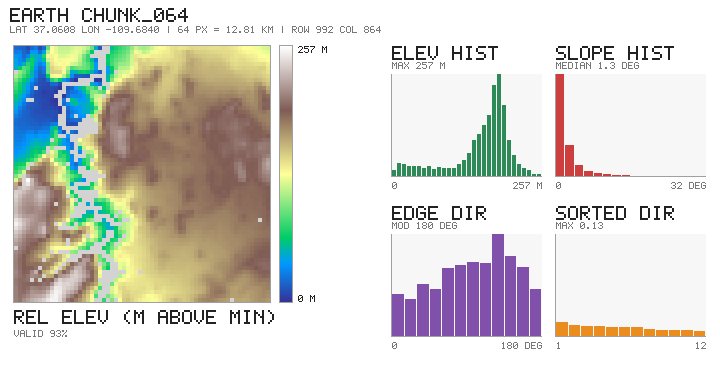 EARTH CHUNK_064
LAT 37.0608 LON -109.6840 | 64 PX = 12.81 KM | ROW 992 COL 864
257 M
0 M
REL ELEV (M ABOVE MIN)
VALID 93%
ELEV HIST
MAX 257 M
0 257 M
SLOPE HIST
MEDIAN 1.3 DEG
0 32 DEG
EDGE DIR
MOD 180 DEG
0 180 DEG
SORTED DIR
MAX 0.13
1 12